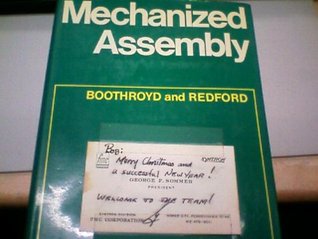 Mechanized
Assembly
BOOTHROYD and REDFORD
Bob:
Merry Christmas and
a successful NEW YEAR!
GEORGE F. SOMMER
PRESIDENT
WELCOME TO THE TEAM!
CORPORATION